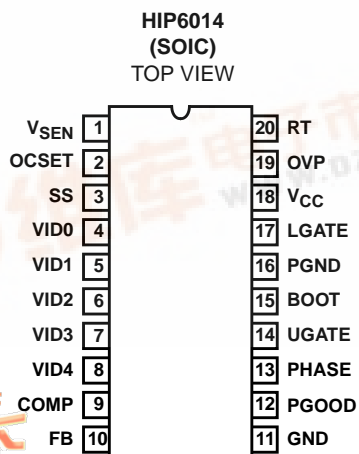 HIP6014
(SOIC)
TOP VIEW
VSEN 1
OCSET 2
SS 3
VID0 4
VID1 5
VID2 6
VID3 7
VID4 8
COMP 9
FB 10
20 RT
19 OVP
18 VCC
17 LGATE
16 PGND
15 BOOT
14 UGATE
13 PHASE
12 PGOOD
11 GND